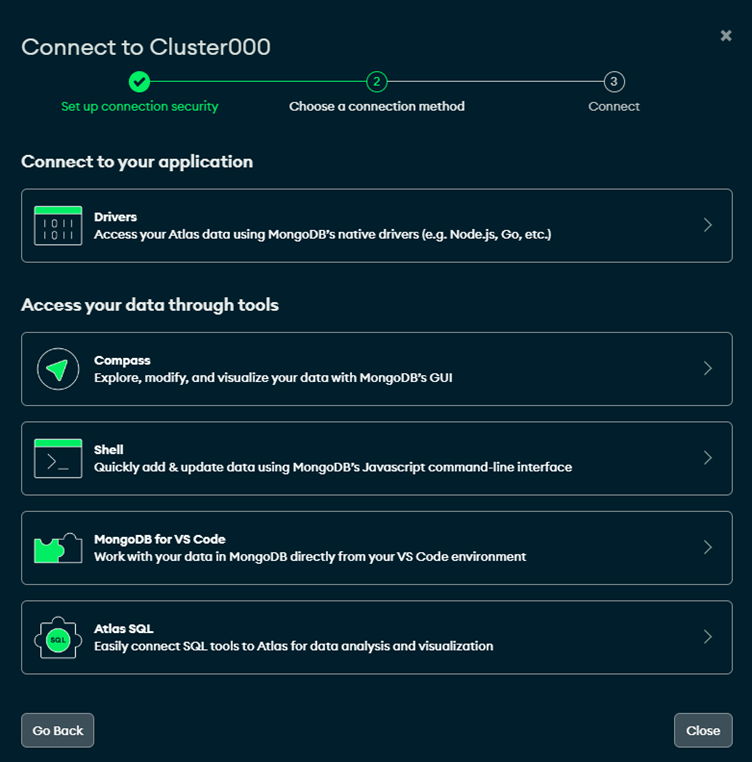 Connect to Cluster000
2
3
Set up connection security
Choose a connection method
Connect
Connect to your application
1011
1011
Drivers
Access your Atlas data using MongoDB's native drivers (e.g. Node.js, Go, etc.)
Access your data through tools
Compass
Explore, modify, and visualize your data with MongoDB's GUI
Shell
Quickly add & update data using MongoDB's Javascript command-line interface
MongoDB for VS Code
Work with your data in MongoDB directly from your VS Code environment
SQL
Atlas SQL
Easily connect SQL tools to Atlas for data analysis and visualization
Go Back
Close